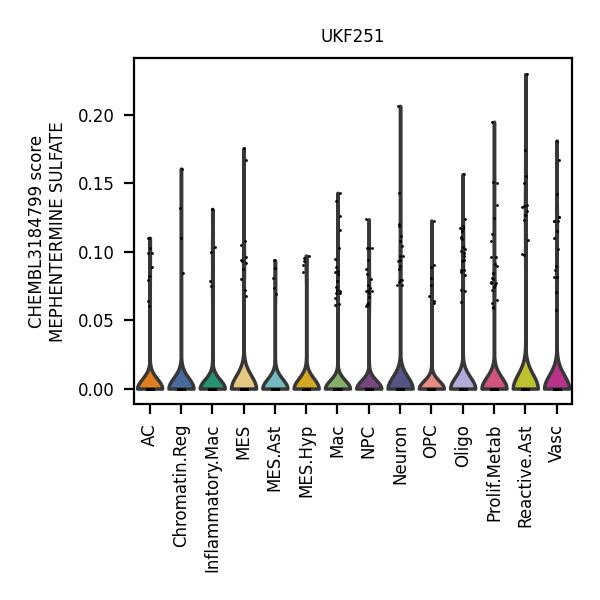 UKF251
CHEMBL3184799 score
MEPHENTERMINE SULFATE
0.20
0.15
0.10
0.05
0.00
AC
Chromatin.Reg
Inflammatory.Mac
MES
MES.Ast
MES.Hyp
Mac
NPC
Neuron
OPC
Oligo
Prolif.Metab
Reactive.Ast
Vasc